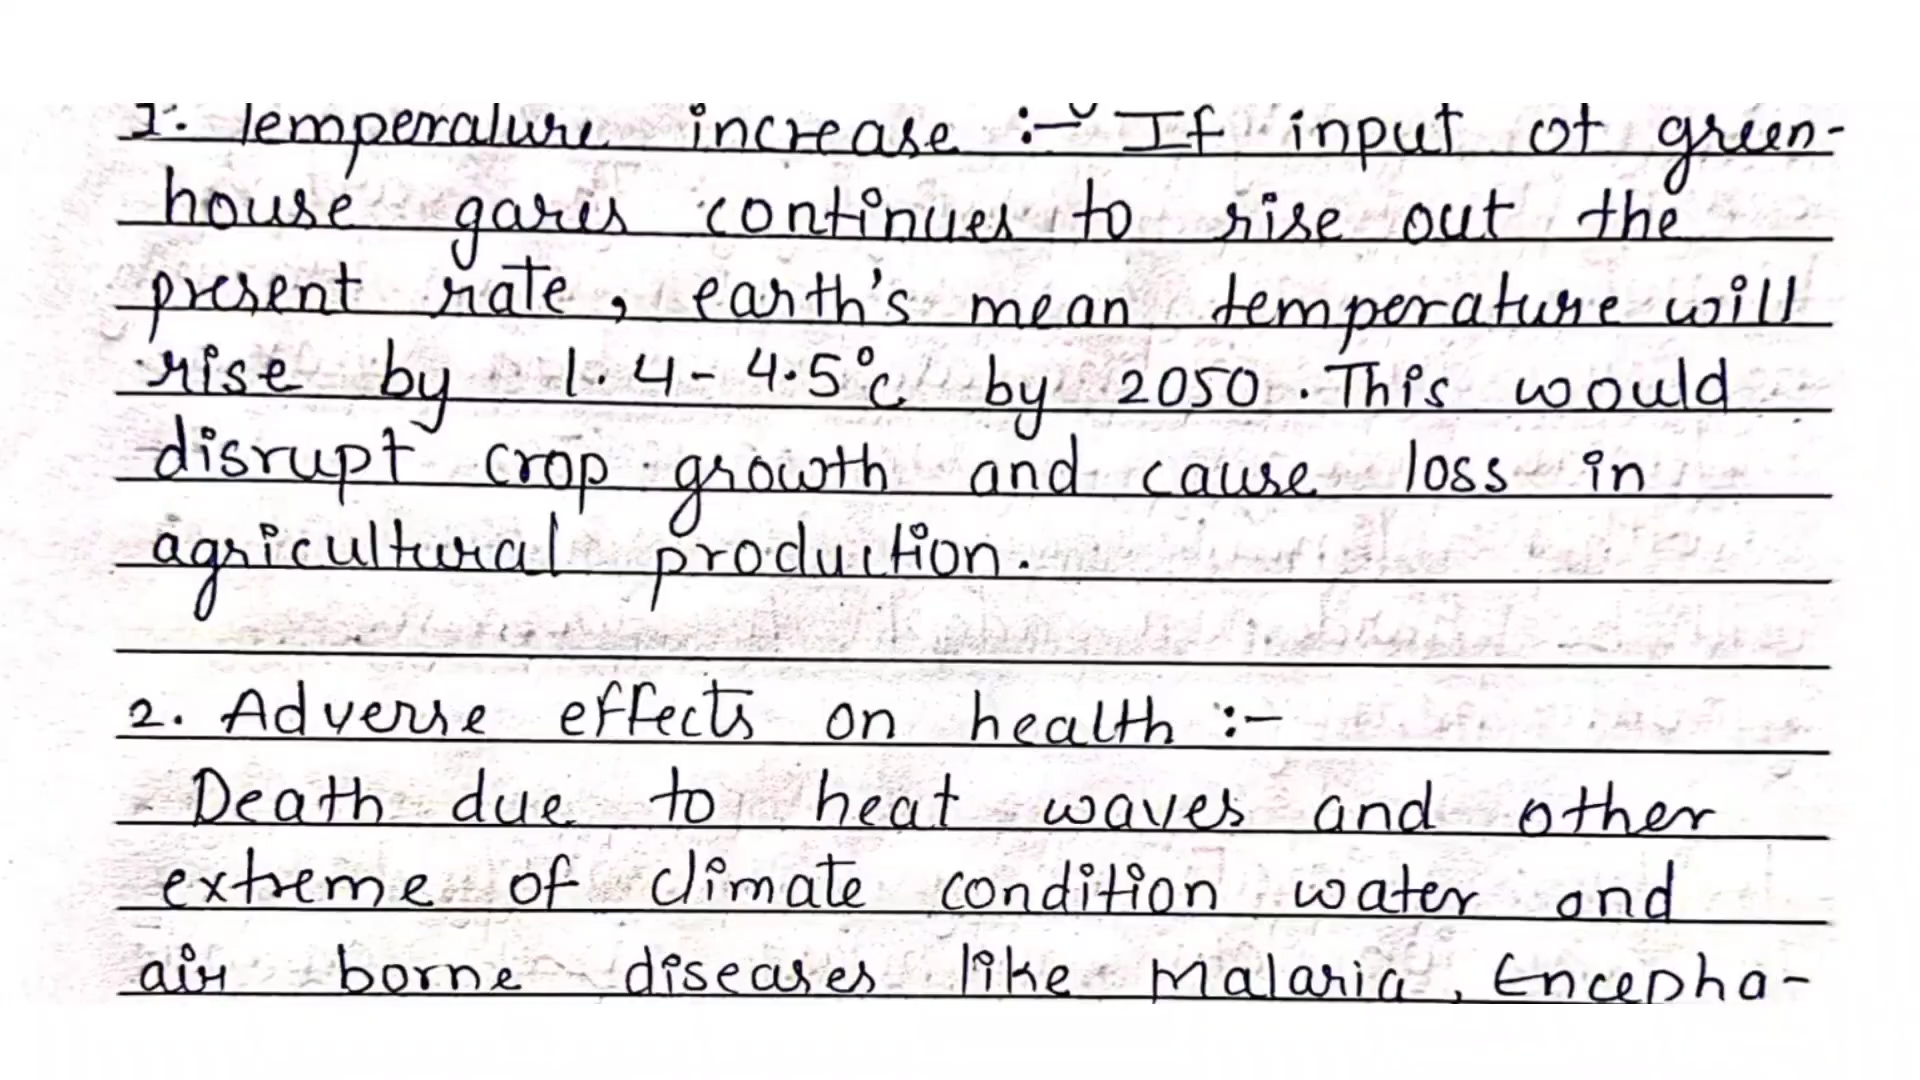 1. Temperature increase :- If input of green-
house gases continues to rise out the
present rate, earth's mean temperature will
rise by 1.4-4.5°c by 2050. This would
disrupt crop growth and cause loss in
agricultural production.
2. Adverse effects on health :-
Death due to heat waves and other
extreme of climate condition water and
air borne diseases like Malaria, Encepha-